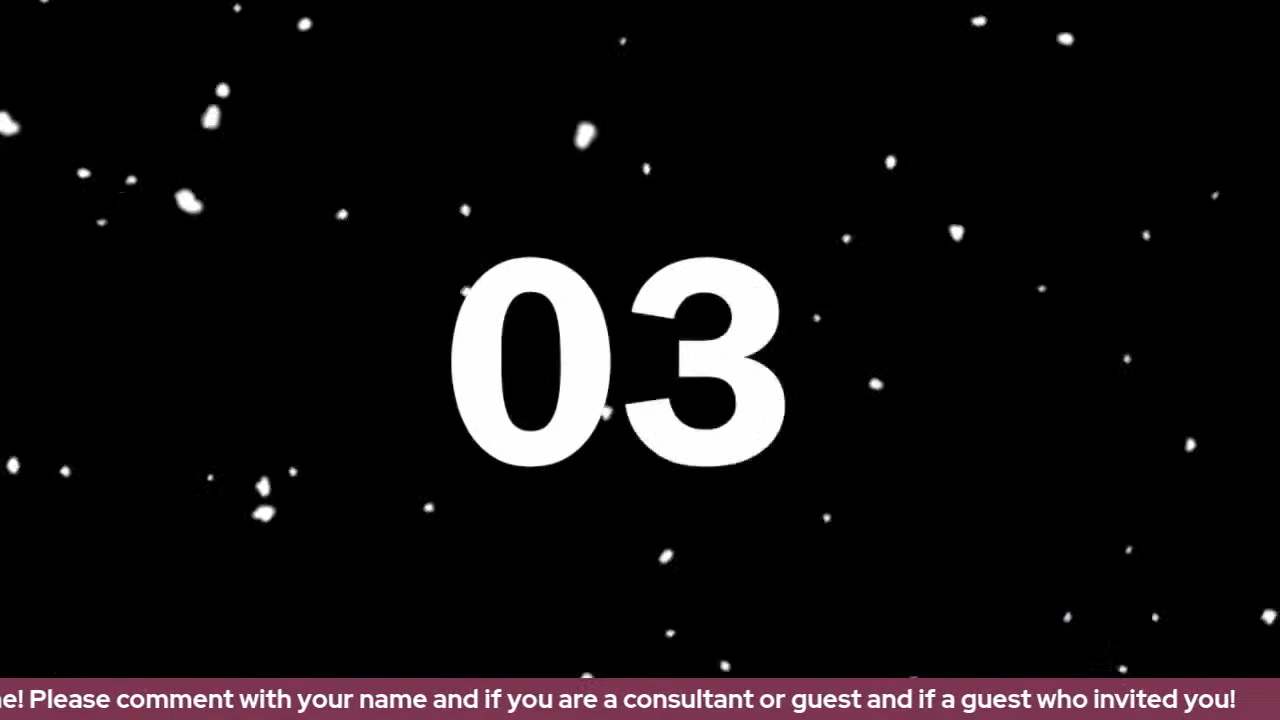 03
e! Please comment with your name and if you are a consultant or guest and if a guest who invited you!